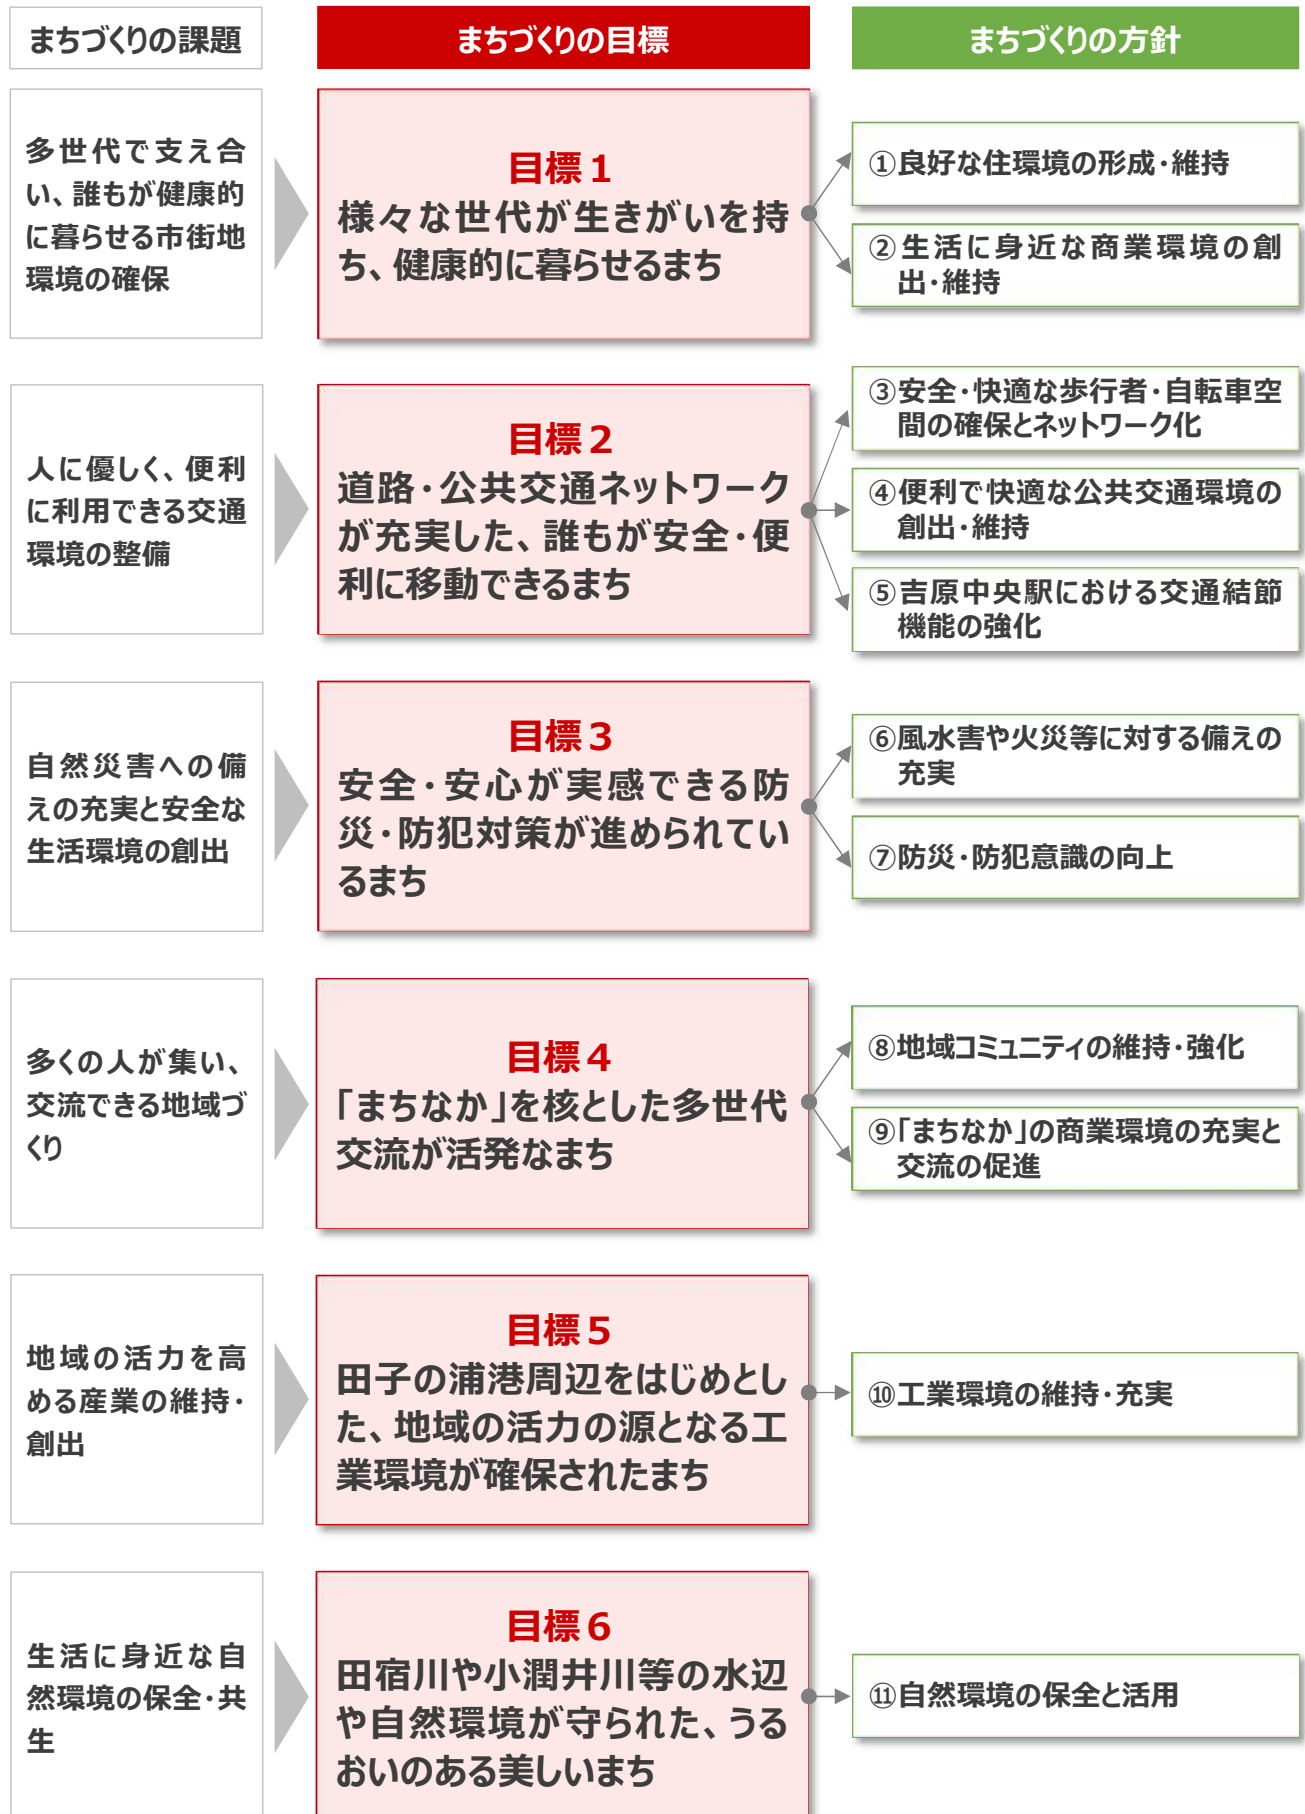 まちづくりの課題
まちづくりの目標
まちづくりの方針
多世代で支え合
い、誰もが健康的
に暮らせる市街地
環境の確保
目標１
様々な世代が生きがいを持
ち、健康的に暮らせるまち
①良好な住環境の形成・維持
②生活に身近な商業環境の創
出・維持
人に優しく、便利
に利用できる交通
環境の整備
目標２
道路・公共交通ネットワーク
が充実した、誰もが安全・便
利に移動できるまち
③安全・快適な歩行者・自転車空
間の確保とネットワーク化
④便利で快適な公共交通環境の
創出・維持
⑤吉原中央駅における交通結節
機能の強化
自然災害への備
えの充実と安全な
生活環境の創出
目標３
安全・安心が実感できる防
災・防犯対策が進められてい
るまち
⑥風水害や火災等に対する備えの
充実
⑦防災・防犯意識の向上
多くの人が集い、
交流できる地域づ
くり
目標４
「まちなか」を核とした多世代
交流が活発なまち
⑧地域コミュニティの維持・強化
⑨「まちなか」の商業環境の充実と
交流の促進
地域の活力を高
める産業の維持・
創出
目標５
田子の浦港周辺をはじめとし
た、地域の活力の源となる工
業環境が確保されたまち
⑩工業環境の維持・充実
生活に身近な自
然環境の保全・共
生
目標６
田宿川や小潤井川等の水辺
や自然環境が守られた、うる
おいのある美しいまち
⑪自然環境の保全と活用